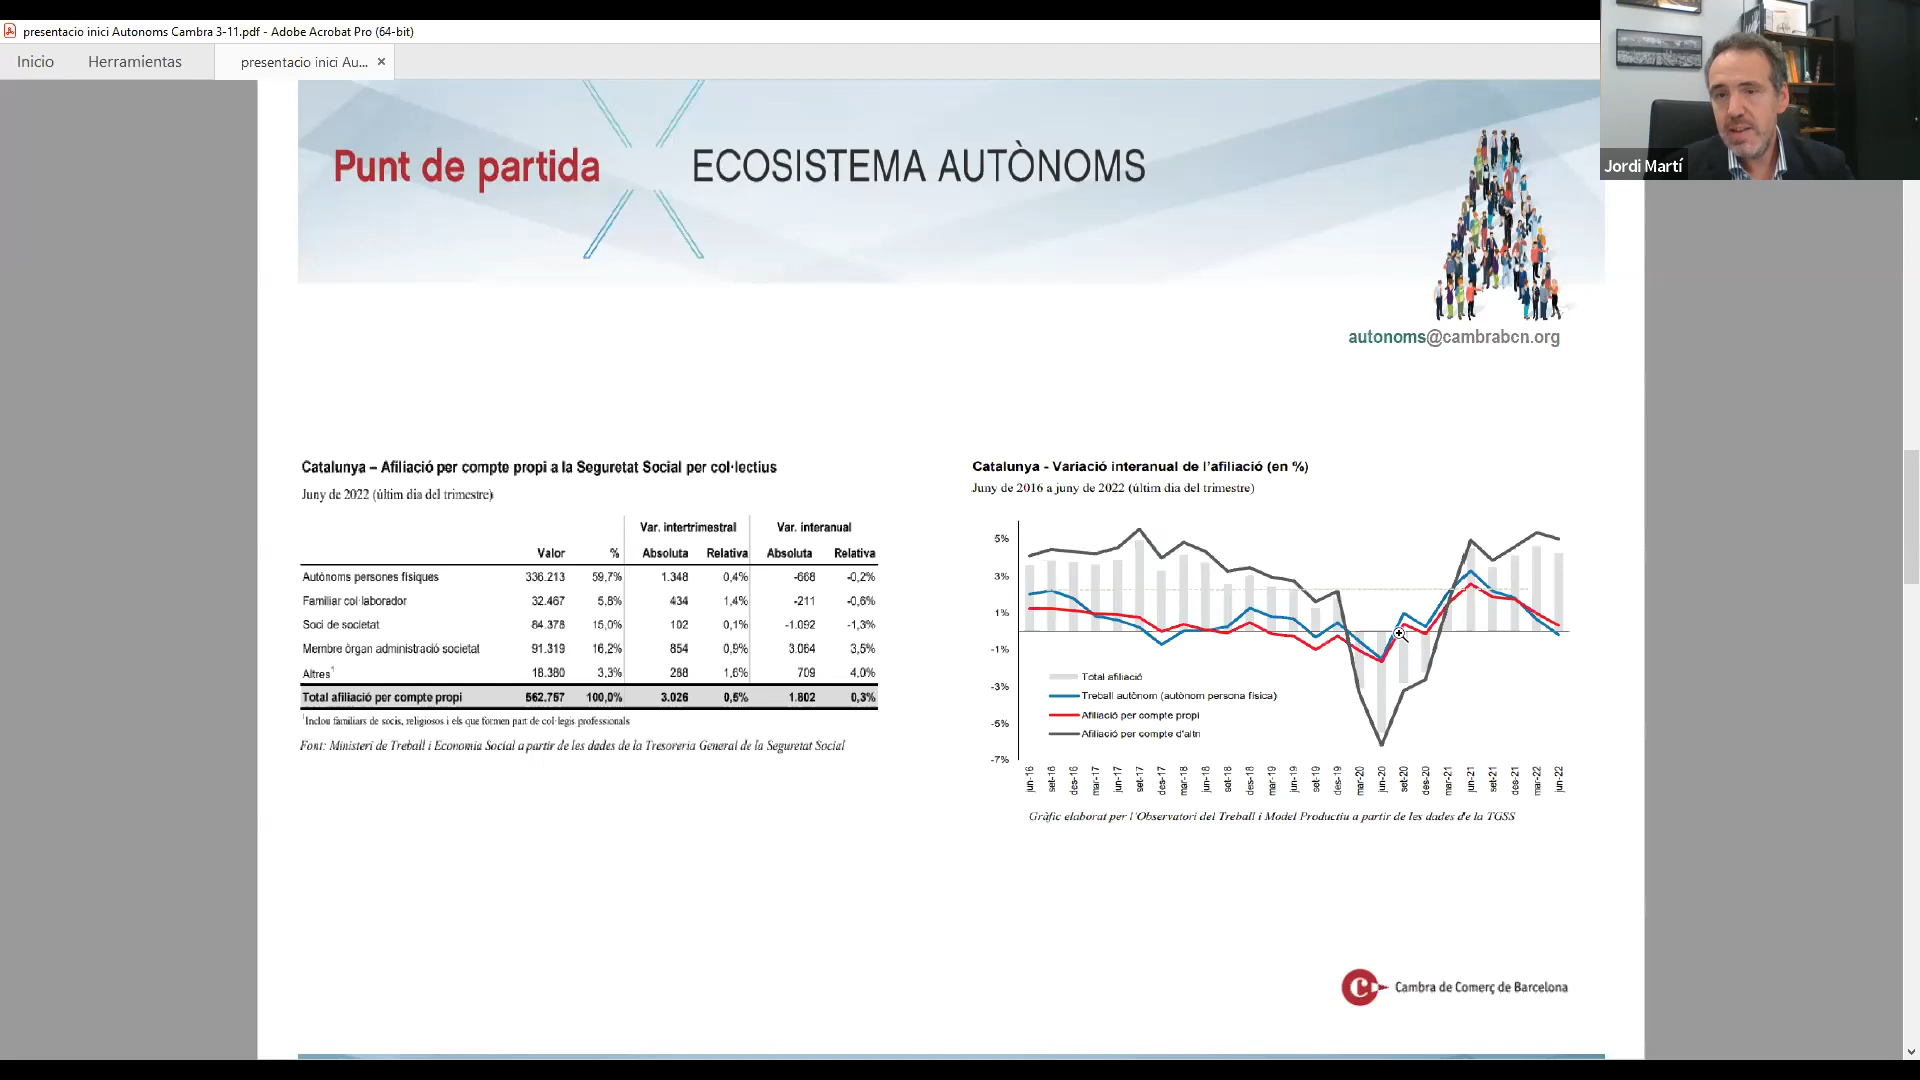 presentacio inici Autonoms Cambra 3-11.pdf - Adobe Acrobat Pro (64-bit)
Inicio Herramientas presentacio inici Au... ×
Jordi Martí
Punt de partida ECOSISTEMA AUTÒNOMS
autonoms@cambrabcn.org
Catalunya – Afiliació per compte propi a la Seguretat Social per col·lectius
Juny de 2022 (últim dia del trimestre)
Var. intertrimestral Var. interanual
Valor % Absoluta Relativa Absoluta Relativa
Autònoms persones físiques 336.213 59,7% 1.348 0,4% -668 -0,2%
Familiar col·laborador 32.467 5,8% 434 1,4% -211 -0,6%
Soci de societat 84.378 15,0% 102 0,1% -1.092 -1,3%
Membre òrgan administració societat 91.319 16,2% 854 0,9% 3.064 3,5%
Altres¹ 18.380 3,3% 288 1,6% 709 4,0%
Total afiliació per compte propi 562.757 100,0% 3.026 0,5% 1.802 0,3%
¹Inclou familiars de socis, religiosos i els que formen part de col·legis professionals
Font: Ministeri de Treball i Economia Social a partir de les dades de la Tresoreria General de la Seguretat Social
Catalunya - Variació interanual de l'afiliació (en %)
Juny de 2016 a juny de 2022 (últim dia del trimestre)
5%
3%
1%
-1%
-3%
-5%
-7%
Total afiliació
Treball autònom (autònom persona física)
Afiliació per compte propi
Afiliació per compte d'altri
jun-16 set-16 des-16 mar-17 jun-17 set-17 des-17 mar-18 jun-18 set-18 des-18 mar-19 jun-19 set-19 des-19 mar-20 jun-20 set-20 des-20 mar-21 jun-21 set-21 des-21 mar-22 jun-22
Gràfic elaborat per l'Observatori del Treball i Model Productiu a partir de les dades de la TGSS
Cambra de Comerç de Barcelona